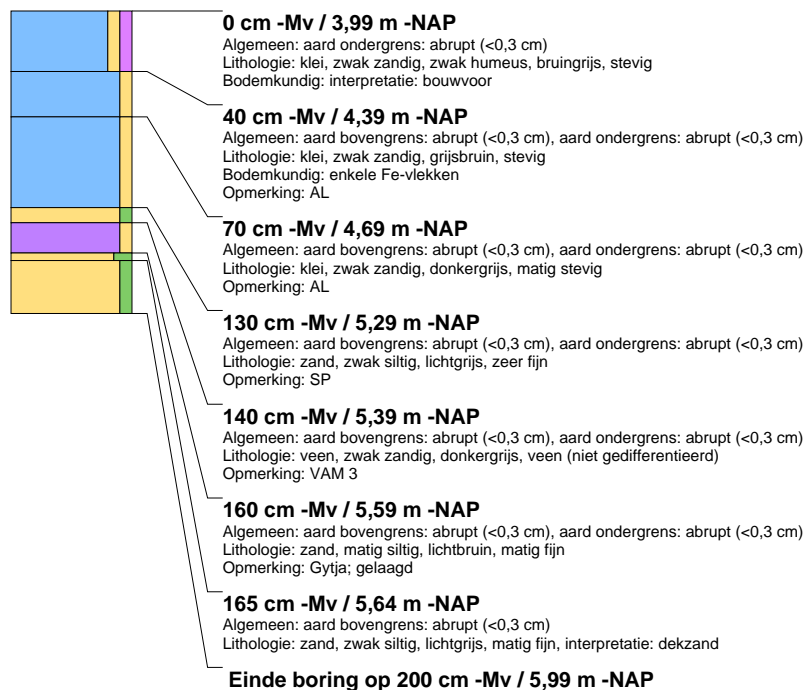 0 cm -Mv / 3,99 m -NAP
Algemeen: aard ondergrens: abrupt (<0,3 cm)
Lithologie: klei, zwak zandig, zwak humeus, bruingrijs, stevig
Bodemkundig: interpretatie: bouwvoor
40 cm -Mv / 4,39 m -NAP
Algemeen: aard bovengrens: abrupt (<0,3 cm), aard ondergrens: abrupt (<0,3 cm)
Lithologie: klei, zwak zandig, grijsbruin, stevig
Bodemkundig: enkele Fe-vlekken
Opmerking: AL
70 cm -Mv / 4,69 m -NAP
Algemeen: aard bovengrens: abrupt (<0,3 cm), aard ondergrens: abrupt (<0,3 cm)
Lithologie: klei, zwak zandig, donkergrijs, matig stevig
Opmerking: AL
130 cm -Mv / 5,29 m -NAP
Algemeen: aard bovengrens: abrupt (<0,3 cm), aard ondergrens: abrupt (<0,3 cm)
Lithologie: zand, zwak siltig, lichtgrijs, zeer fijn
Opmerking: SP
140 cm -Mv / 5,39 m -NAP
Algemeen: aard bovengrens: abrupt (<0,3 cm), aard ondergrens: abrupt (<0,3 cm)
Lithologie: veen, zwak zandig, donkergrijs, veen (niet gedifferentieerd)
Opmerking: VAM 3
160 cm -Mv / 5,59 m -NAP
Algemeen: aard bovengrens: abrupt (<0,3 cm), aard ondergrens: abrupt (<0,3 cm)
Lithologie: zand, matig siltig, lichtbruin, matig fijn
Opmerking: Gytja; gelaagd
165 cm -Mv / 5,64 m -NAP
Algemeen: aard bovengrens: abrupt (<0,3 cm)
Lithologie: zand, zwak siltig, lichtgrijs, matig fijn, interpretatie: dekzand
Einde boring op 200 cm -Mv / 5,99 m -NAP